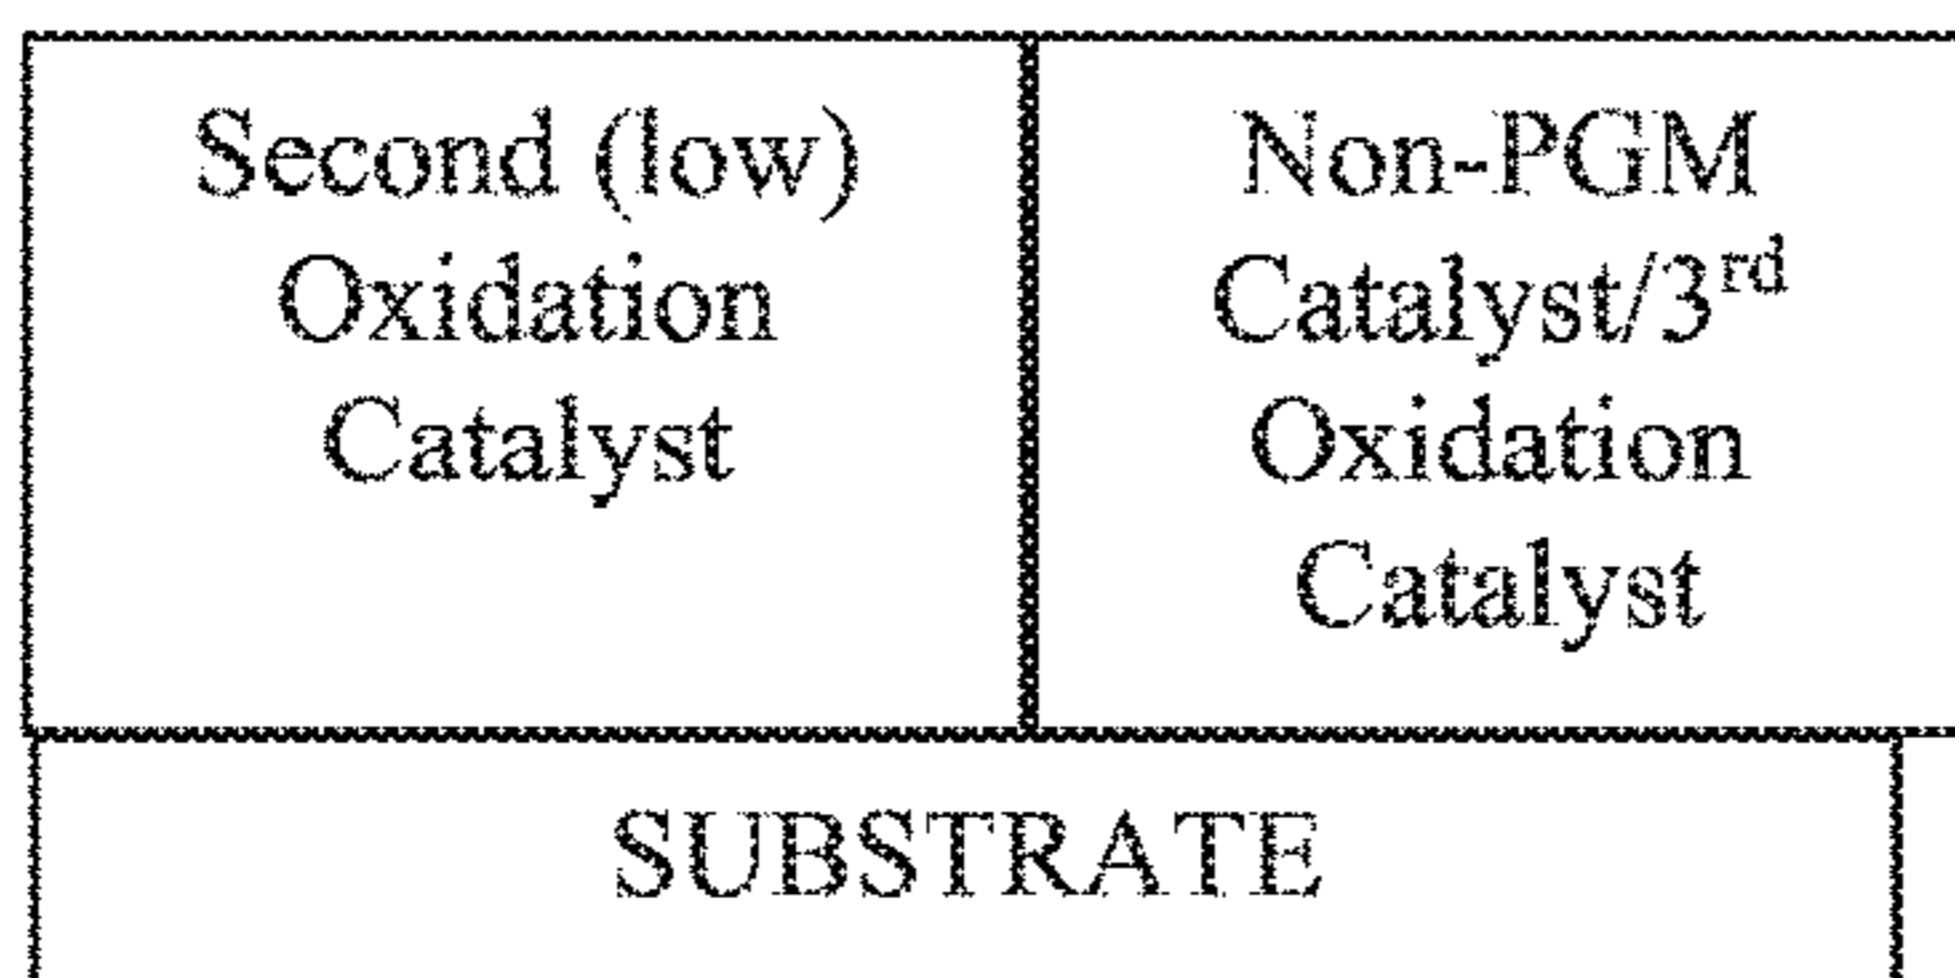 Second (low)
Oxidation
Catalyst
Non-PGM
Catalyst/3rd
Oxidation
Catalyst
SUBSTRATE